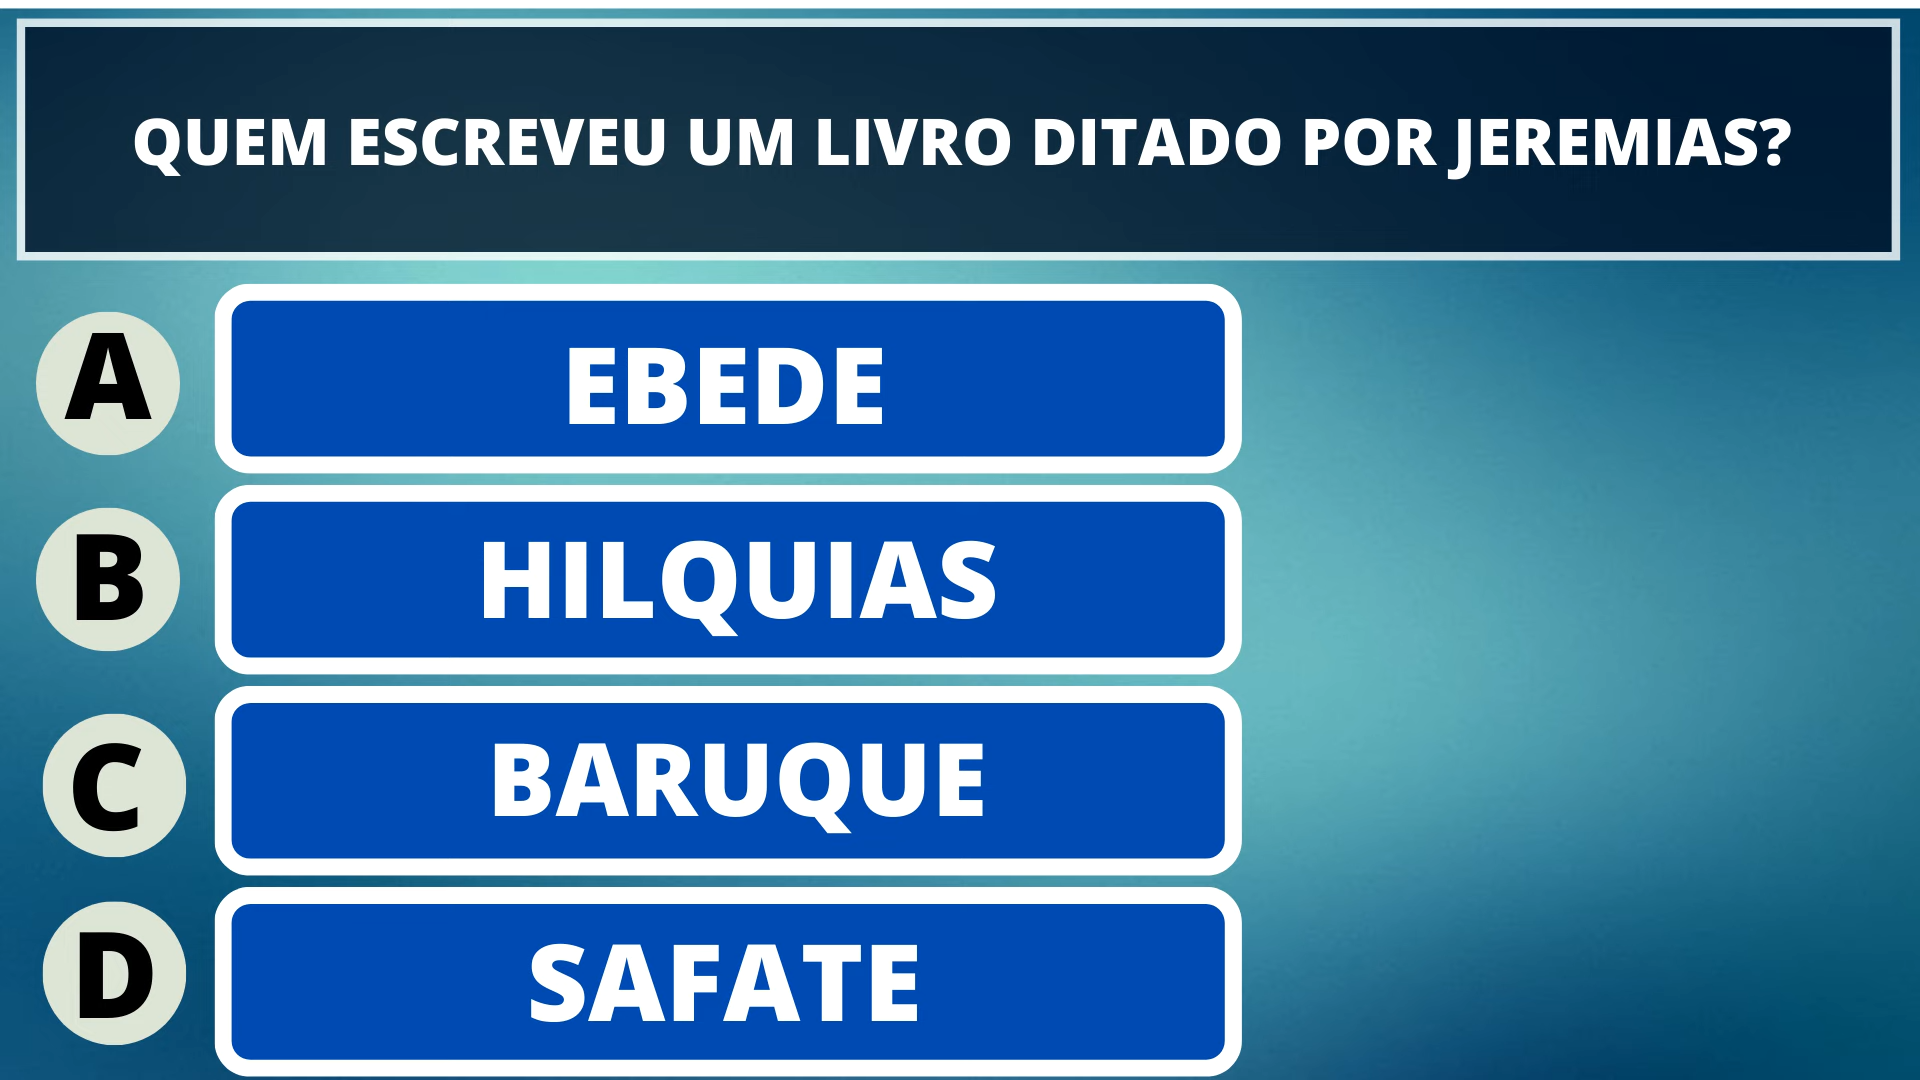 QUEM ESCREVEU UM LIVRO DITADO POR JEREMIAS?
A
EBEDE
B
HILQUIAS
C
BARUQUE
D
SAFATE